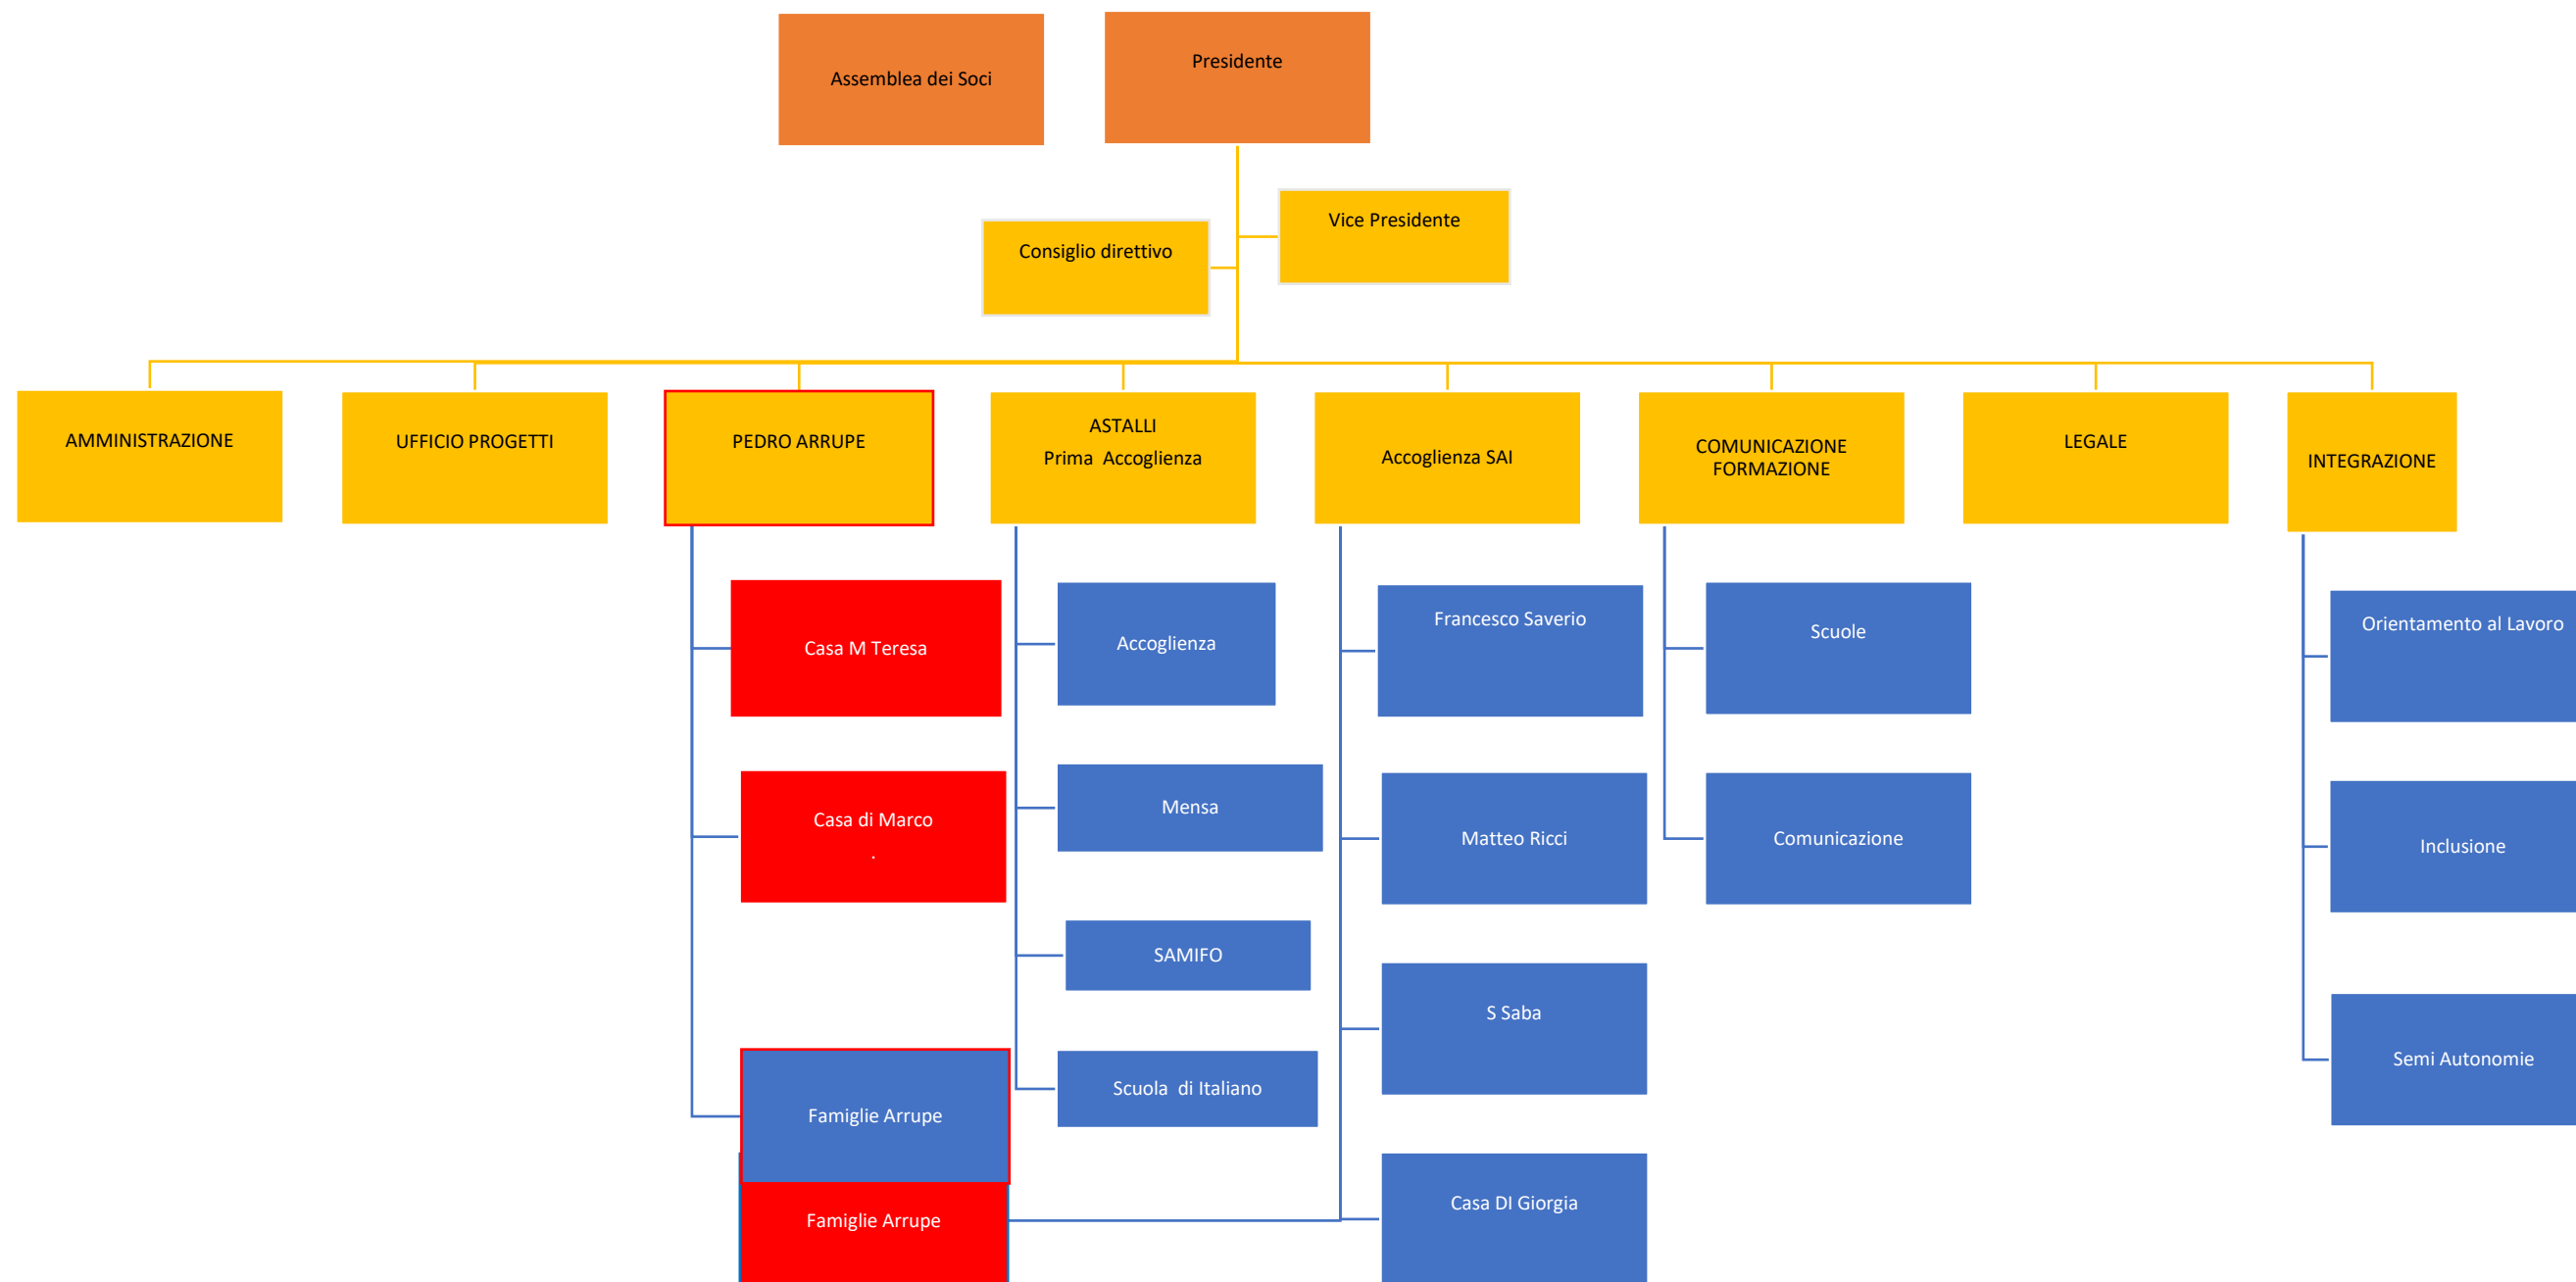 Assemblea dei Soci
Presidente
Vice Presidente
Consiglio direttivo
AMMINISTRAZIONE
UFFICIO PROGETTI
PEDRO ARRUPE
ASTALLI
Prima Accoglienza
Accoglienza SAI
COMUNICAZIONE
FORMAZIONE
LEGALE
INTEGRAZIONE
Casa M Teresa
Casa di Marco
.
Famiglie Arrupe
Famiglie Arrupe
Accoglienza
Mensa
SAMIFO
Scuola di Italiano
Francesco Saverio
Matteo Ricci
S Saba
Casa DI Giorgia
Scuole
Comunicazione
Orientamento al Lavoro
Inclusione
Semi Autonomie